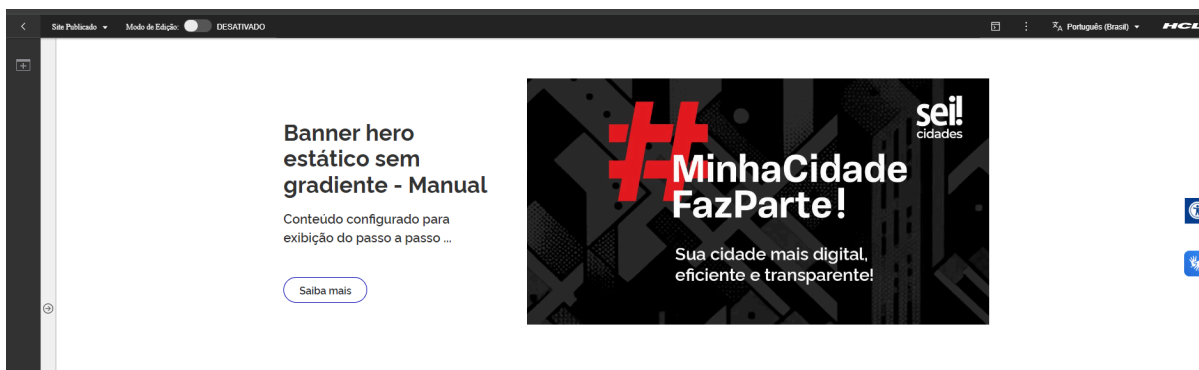 Site Publicado
Modo de Edição: DESATIVADO
Português (Brasil)
HCL
Banner hero
estático sem
gradiente - Manual
Conteúdo configurado para
exibição do passo a passo ...
Saiba mais
sei!
cidades
#MinhaCidade
FazParte!
Sua cidade mais digital,
eficiente e transparente!